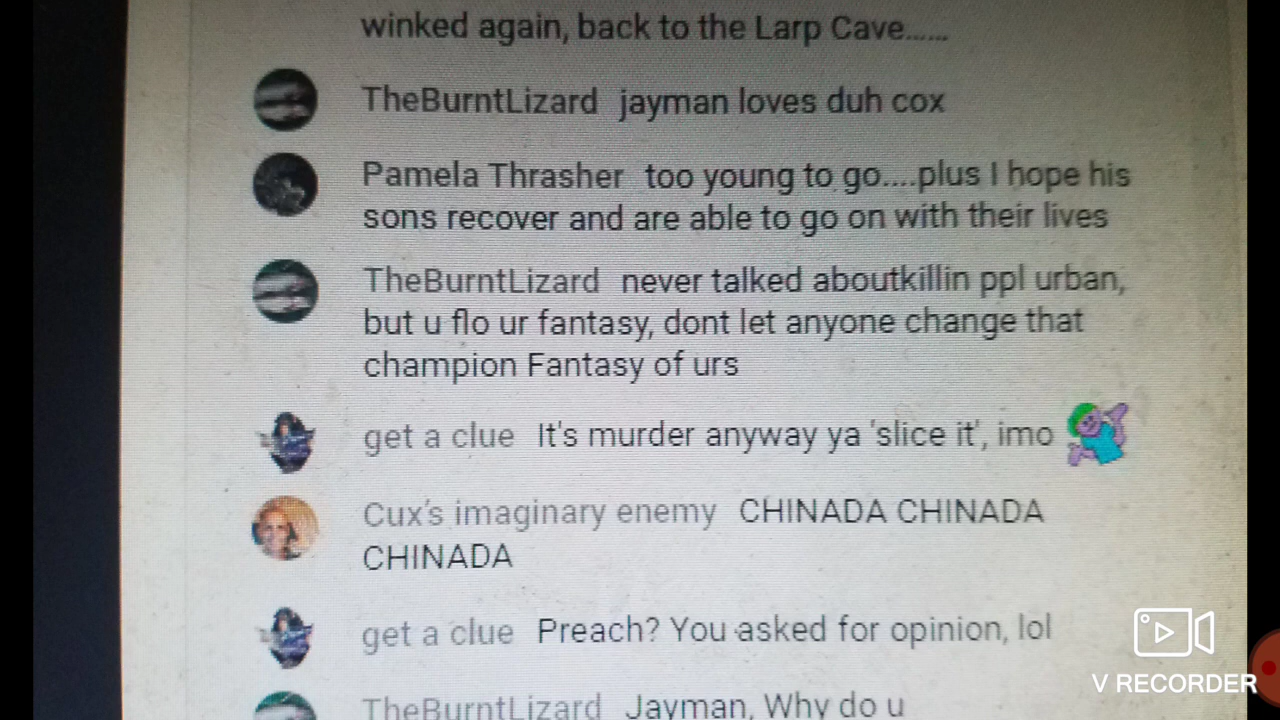 winked again, back to the Larp Cave......
TheBurntLizard jayman loves duh cox
Pamela Thrasher too young to go....plus I hope his
sons recover and are able to go on with their lives
TheBurntLizard never talked aboutkillin ppl urban,
but u flo ur fantasy, dont let anyone change that
champion Fantasy of urs
get a clue It's murder anyway ya 'slice it', imo
Cux's imaginary enemy CHINADA CHINADA
CHINADA
get a clue Preach? You asked for opinion, lol
TheBurntLizard Jayman, Why do u
V RECORDER